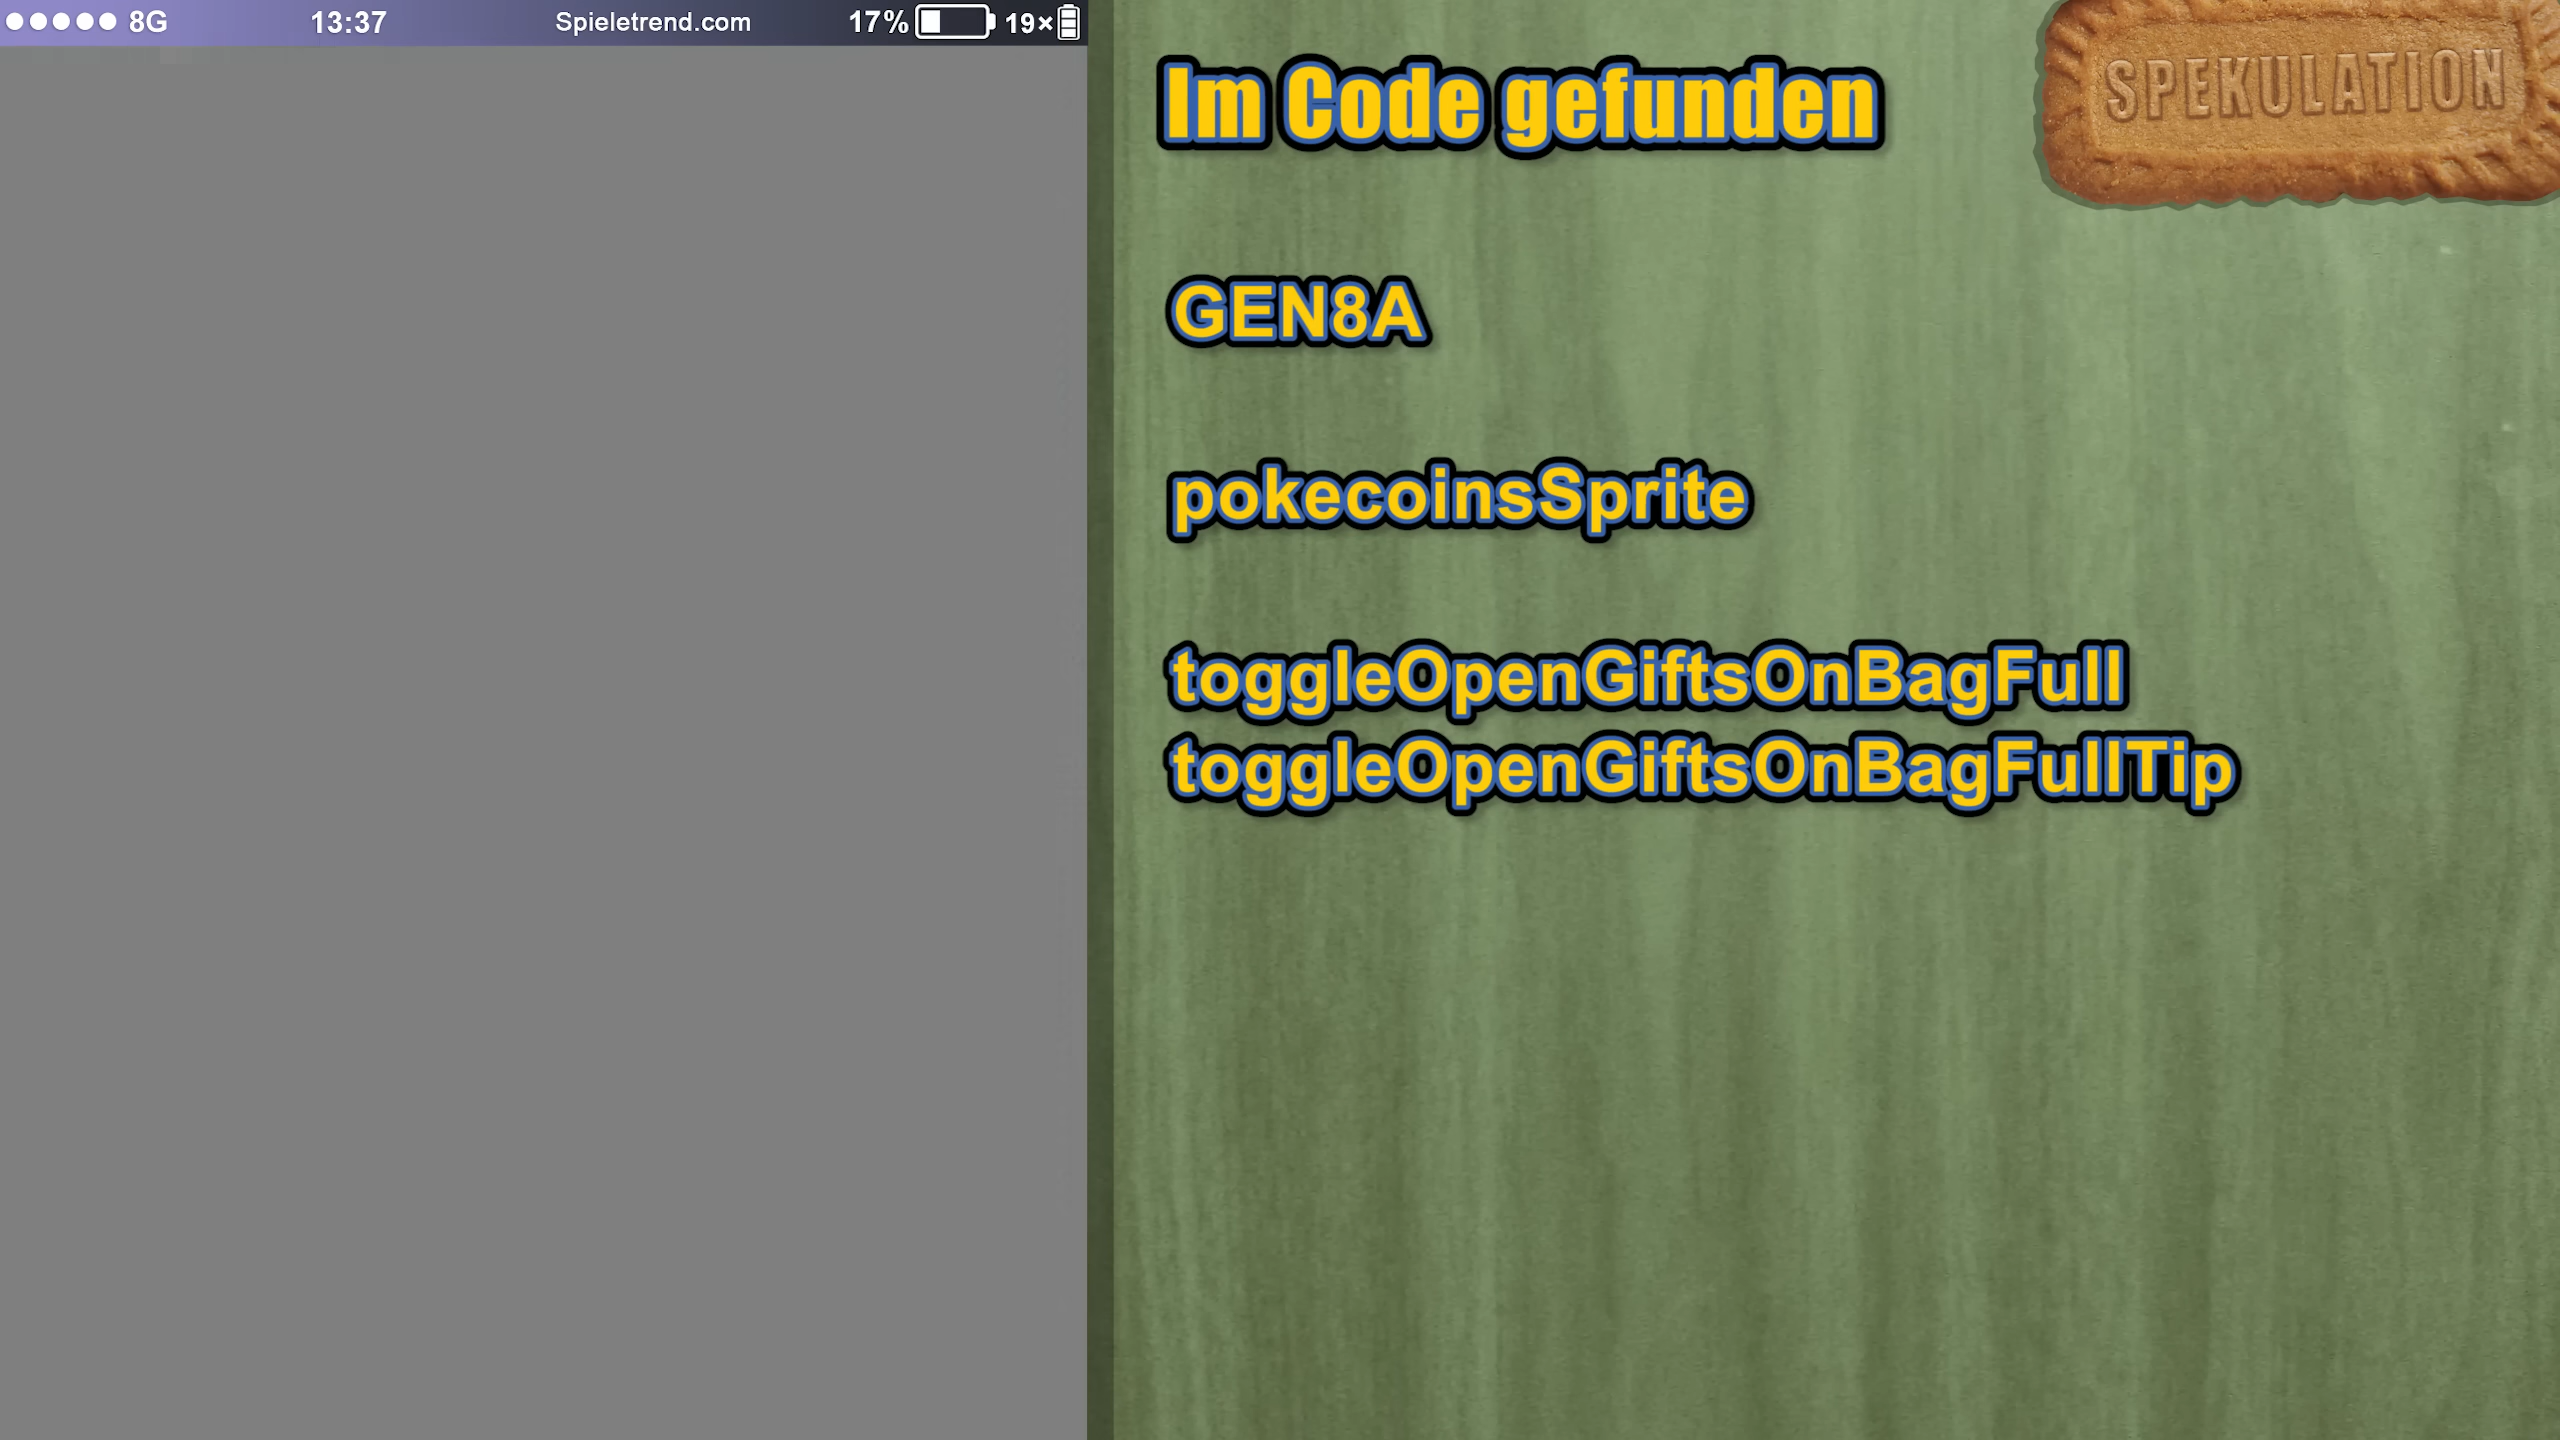 8G 13:37 Spieletrend.com 17% 19×
SPEKULATION
Im Code gefunden
GEN8A
pokecoinsSprite
toggleOpenGiftsOnBagFull
toggleOpenGiftsOnBagFullTip